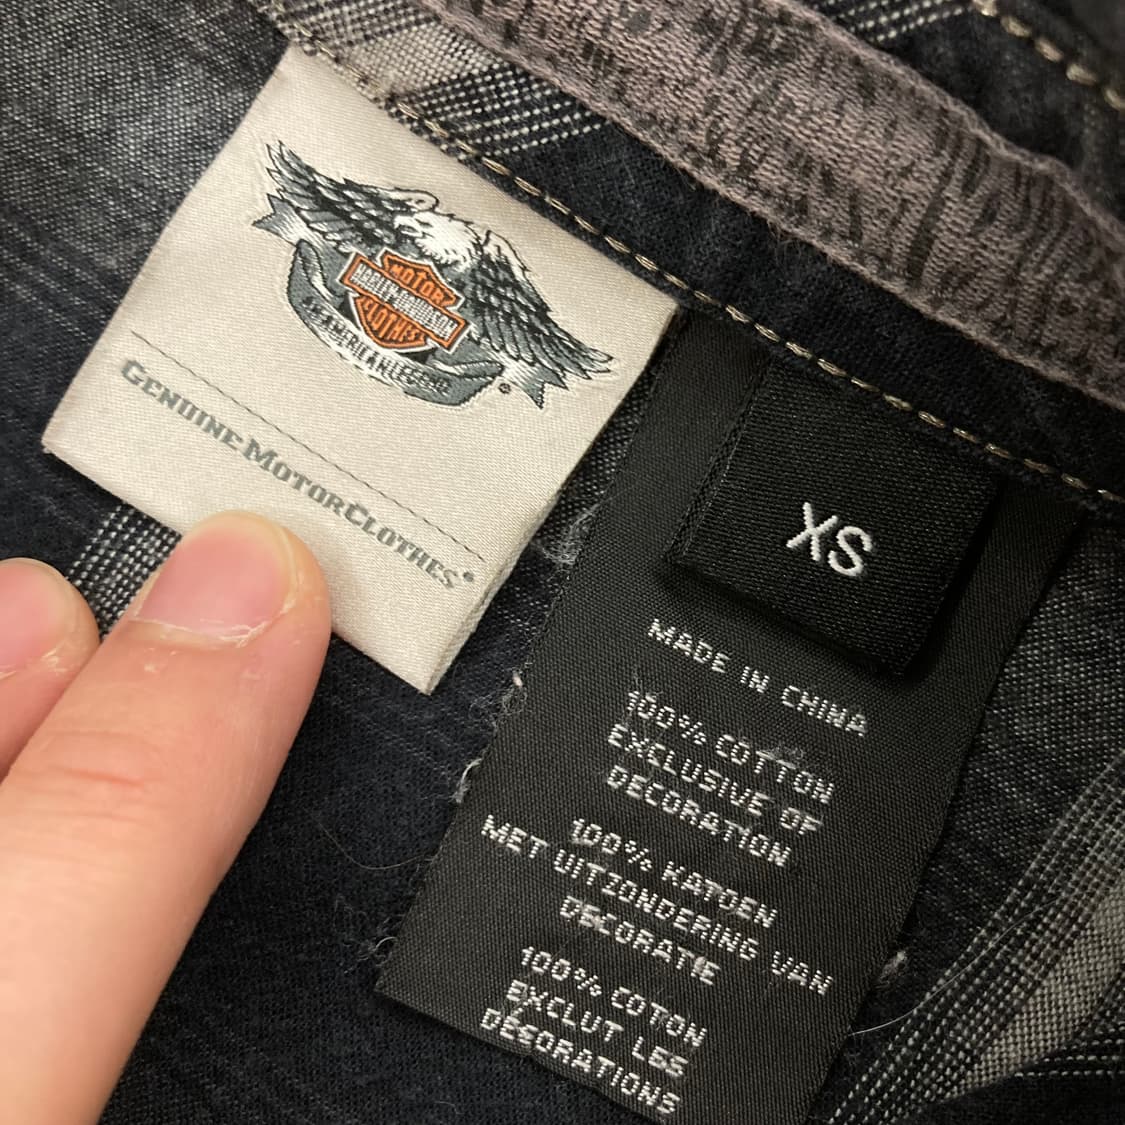 MOTOR
HARLEY-DAVIDSON
CLOTHES
AN AMERICAN LEGEND
®
GENUINE MOTORCLOTHES®
XS
MADE IN CHINA
100% COTTON
EXCLUSIVE OF
DECORATION
100% KATOEN
MET UITZONDERING VAN
DECORATIE
100% COTON
EXCLUT LES
DÉSORATIONS